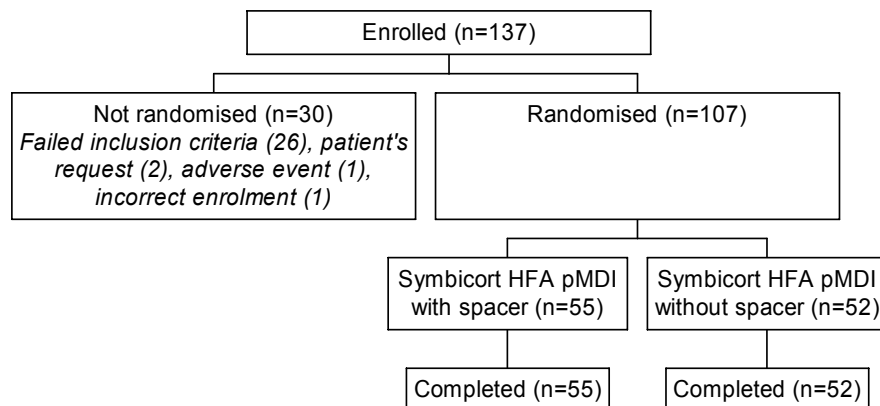 Enrolled (n=137)
Not randomised (n=30)
Failed inclusion criteria (26), patient's
request (2), adverse event (1),
incorrect enrolment (1)
Randomised (n=107)
Symbicort HFA pMDI
with spacer (n=55)
Symbicort HFA pMDI
without spacer (n=52)
Completed (n=55)
Completed (n=52)